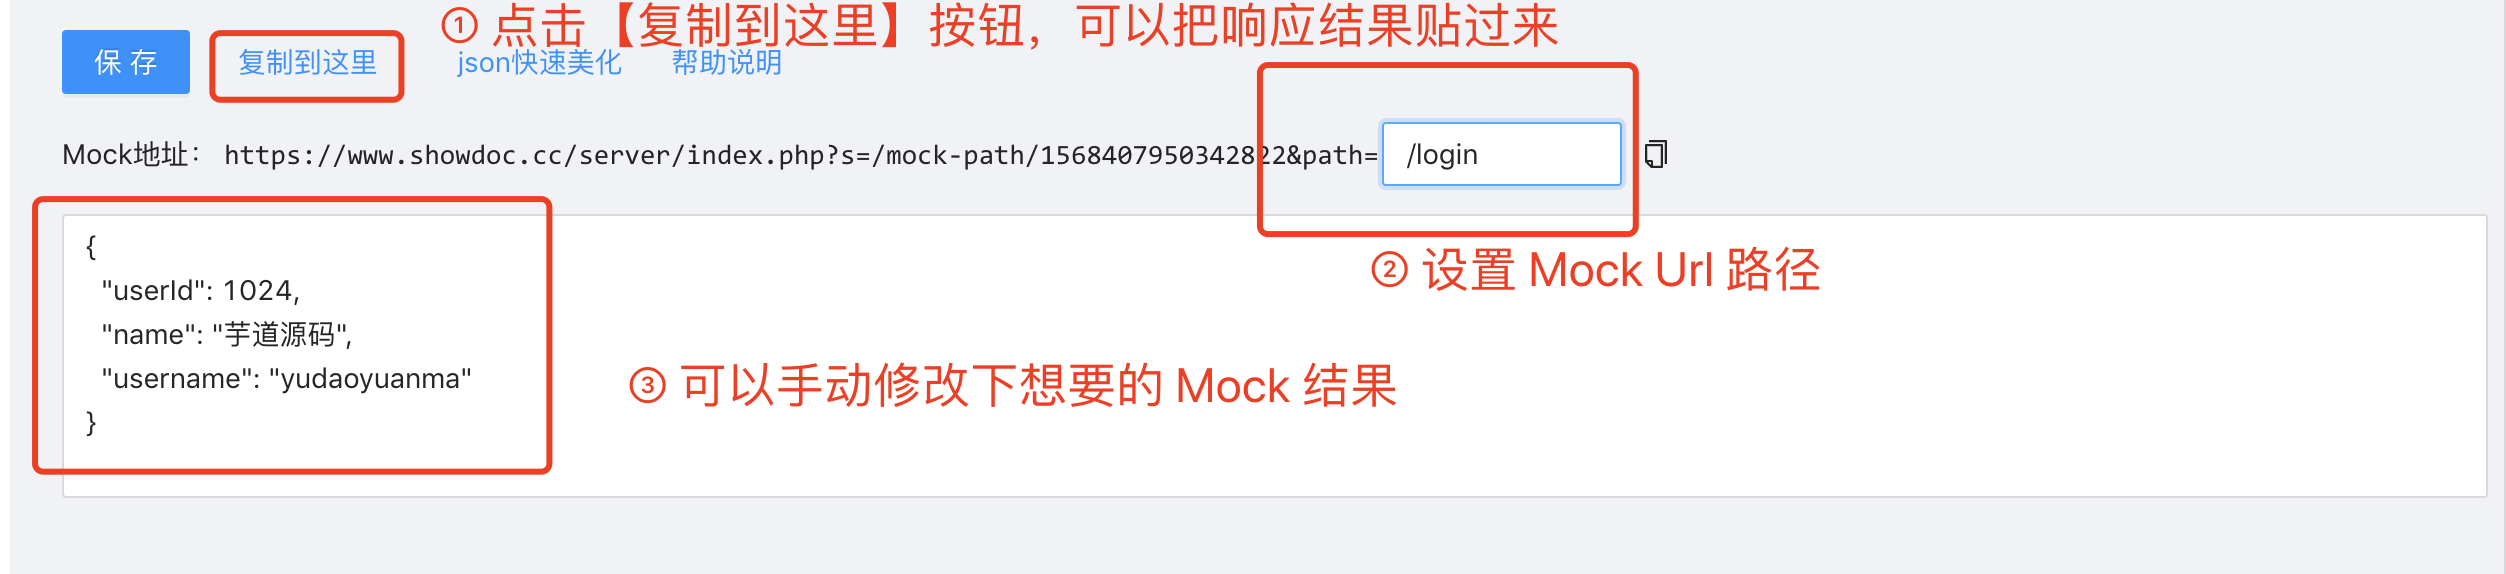 ①点击【复制到这里】按钮，可以把响应结果贴过来
保存 复制到这里 json快速美化 帮助说明
Mock地址： https://www.showdoc.cc/server/index.php?s=/mock-path/1568407950342822&path= /login
{
"userId": 1024,
"name": "芋道源码",
"username": "yudaoyuanma"
}
② 设置 Mock Url 路径
③ 可以手动修改下想要的 Mock 结果